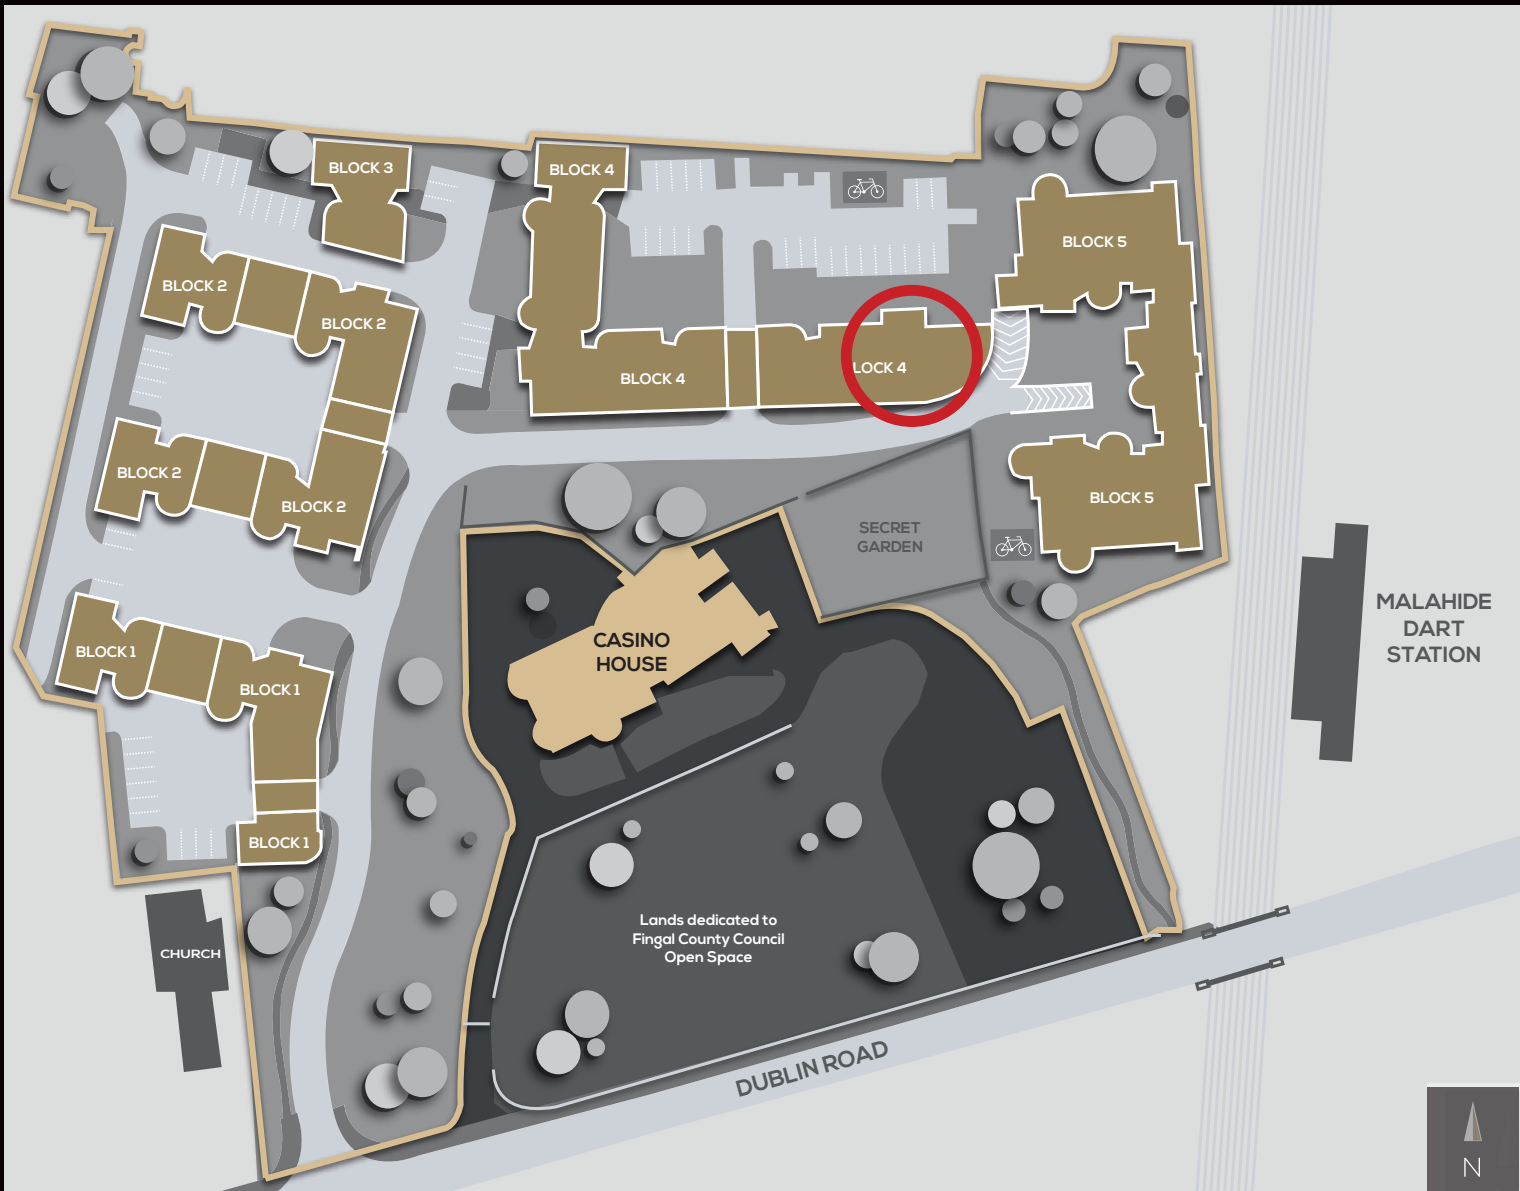 BLOCK 3
BLOCK 4
BLOCK 5
BLOCK 2
BLOCK 2
BLOCK 4
LOCK 4
BLOCK 2
BLOCK 2
BLOCK 5
SECRET
GARDEN
MALAHIDE
DART
STATION
CASINO
HOUSE
BLOCK 1
BLOCK 1
BLOCK 1
Lands dedicated to
Fingal County Council
Open Space
CHURCH
DUBLIN ROAD
N